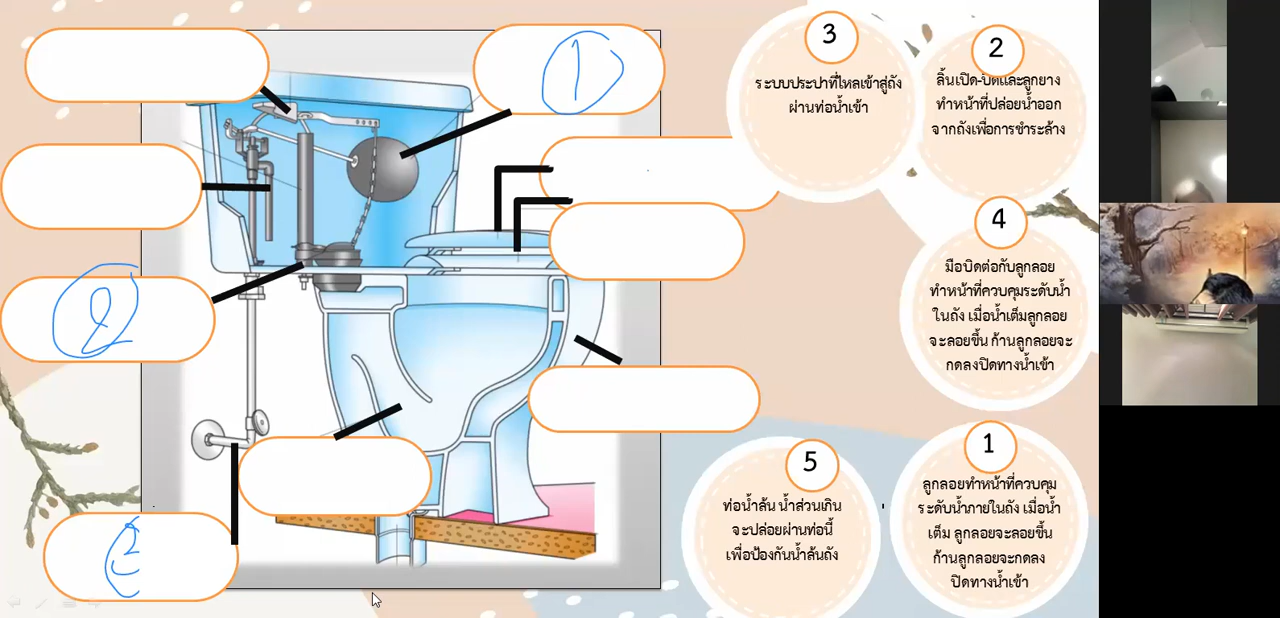 1
2
3
3
ระบบประปาที่ไหลเข้าสู่ถัง
ผ่านท่อน้ำเข้า
2
ลิ้นเปิด-ปิดและลูกยาง
ทำหน้าที่ปล่อยน้ำออก
จากถังเพื่อการชำระล้าง
4
มือบิดต่อกับลูกลอย
ทำหน้าที่ควบคุมระดับน้ำ
ในถัง เมื่อน้ำเต็มลูกลอย
จะลอยขึ้น ก้านลูกลอยจะ
กดลงปิดทางน้ำเข้า
5
ท่อน้ำล้น น้ำส่วนเกิน
จะปล่อยผ่านท่อนี้
เพื่อป้องกันน้ำล้นถัง
1
ลูกลอยทำหน้าที่ควบคุม
ระดับน้ำภายในถัง เมื่อน้ำ
เต็ม ลูกลอยจะลอยขึ้น
ก้านลูกลอยจะกดลง
ปิดทางน้ำเข้า